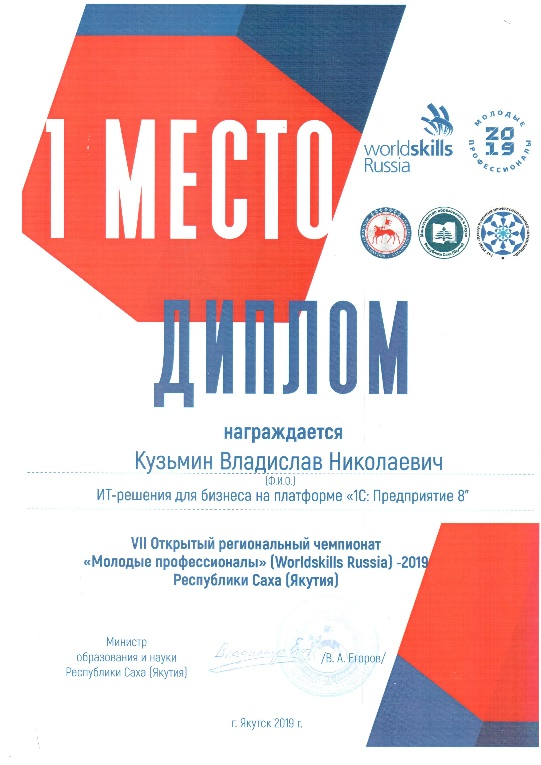 1 МЕСТО
worldskills
Russia
МОЛОДЫЕ ПРОФЕССИОНАЛЫ
20
19
ДИПЛОМ
награждается
Кузьмин Владислав Николаевич
(Ф.И.О.)
ИТ-решения для бизнеса на платформе «1С: Предприятие 8"
VII Открытый региональный чемпионат
«Молодые профессионалы» (Worldskills Russia) -2019
Республики Саха (Якутия)
Министр
образования и науки
Республики Саха (Якутия)
/В. А. Егоров/
г. Якутск 2019 г.